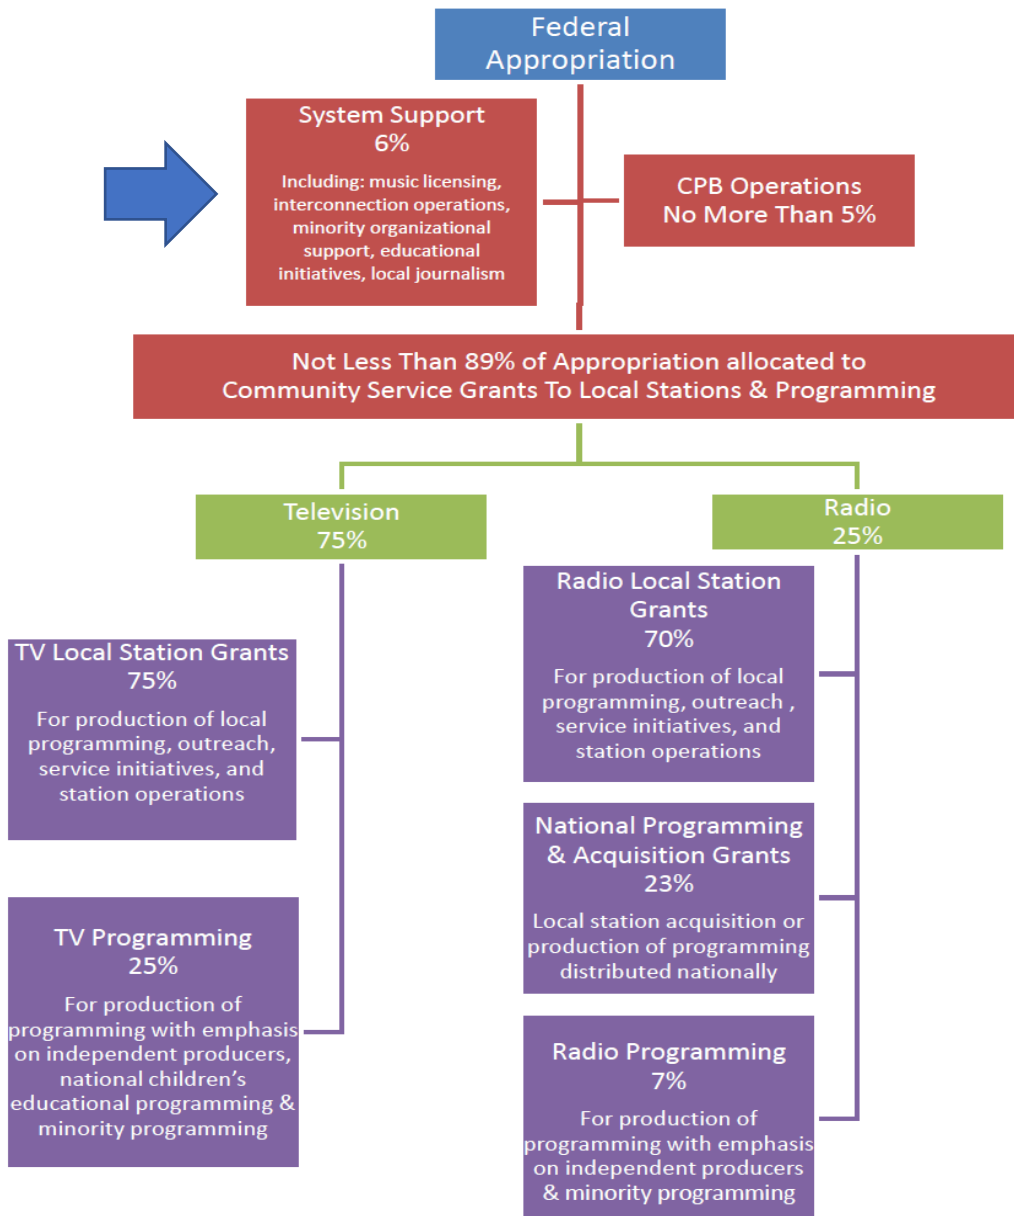 Federal
Appropriation
System Support
6%
Including: music licensing,
interconnection operations,
minority organizational
support, educational
initiatives, local journalism
CPB Operations
No More Than 5%
Not Less Than 89% of Appropriation allocated to
Community Service Grants To Local Stations & Programming
Television
75%
Radio
25%
TV Local Station Grants
75%
For production of local
programming, outreach,
service initiatives, and
station operations
TV Programming
25%
For production of
programming with emphasis
on independent producers,
national children’s
educational programming &
minority programming
Radio Local Station
Grants
70%
For production of local
programming, outreach ,
service initiatives, and
station operations
National Programming
& Acquisition Grants
23%
Local station acquisition or
production of programming
distributed nationally
Radio Programming
7%
For production of
programming with emphasis
on independent producers
& minority programming